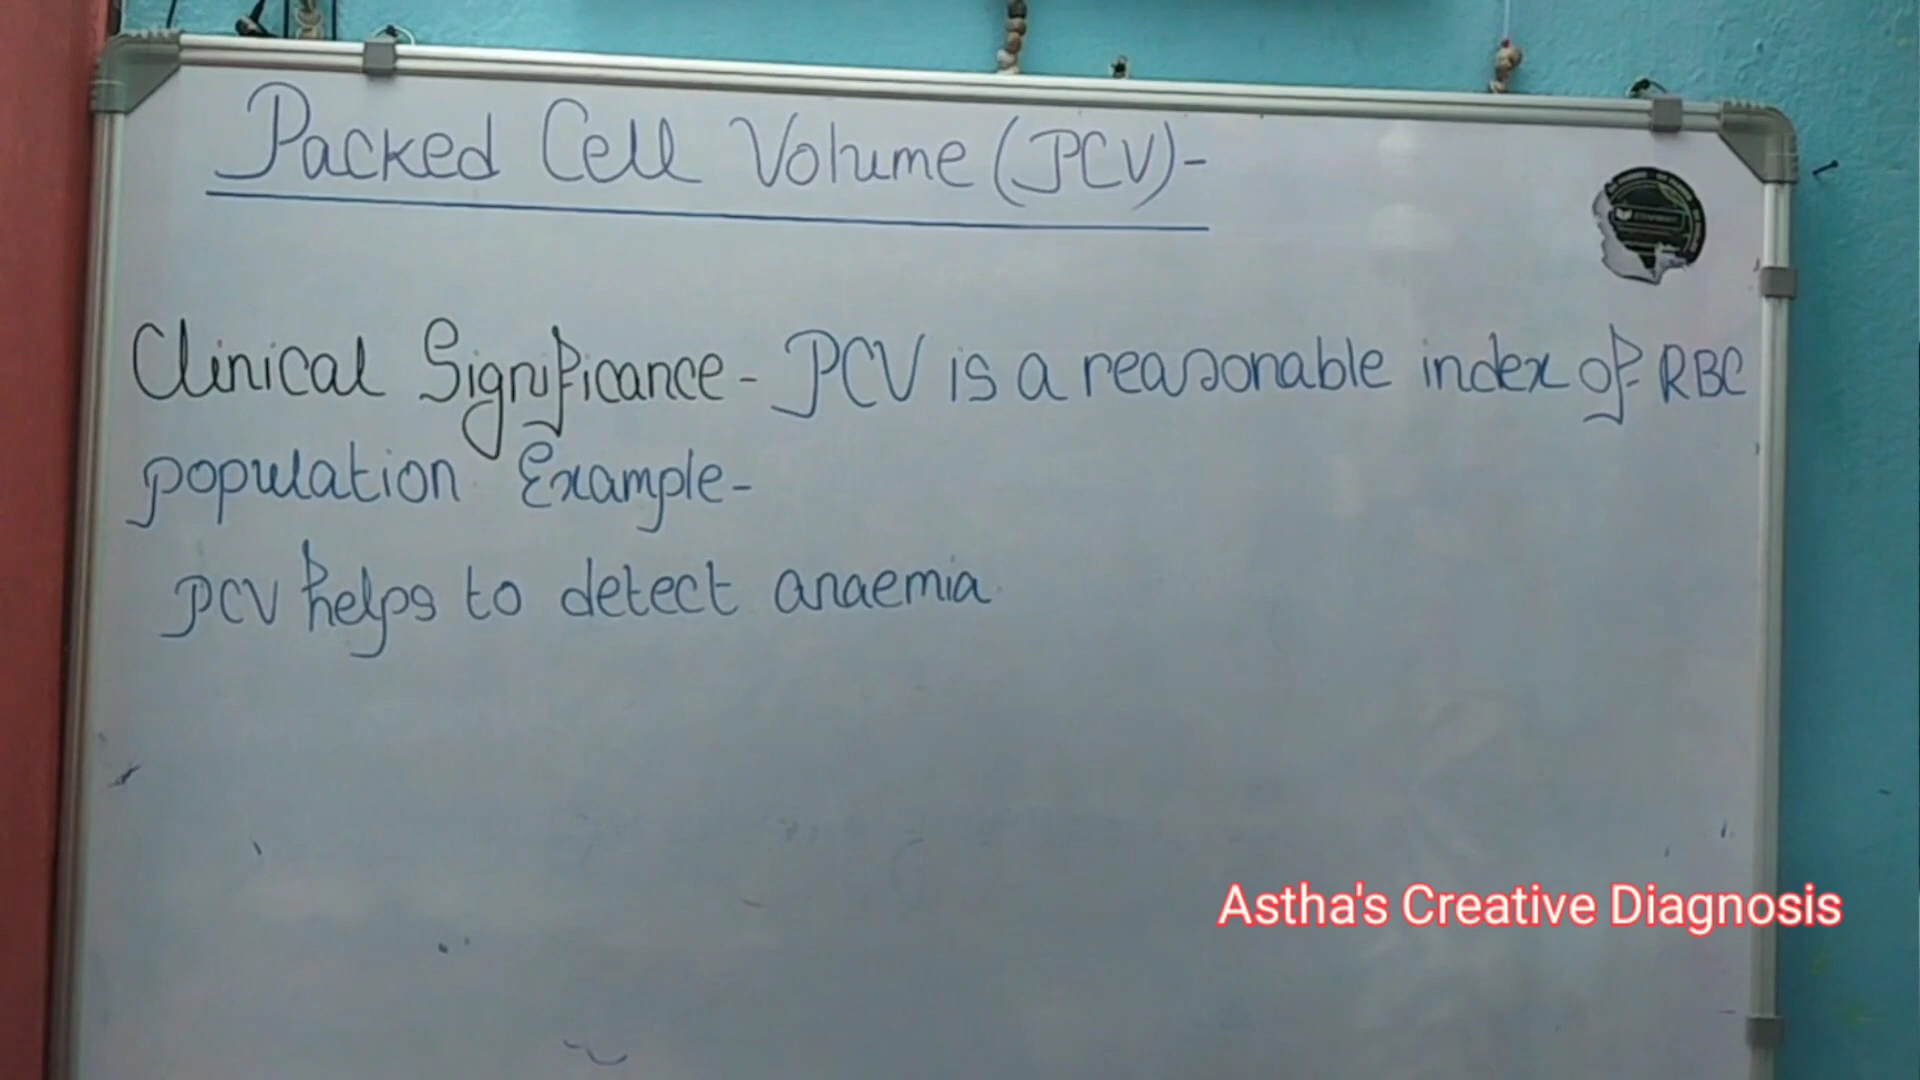 Packed Cell Volume (PCV)-
Clinical Significance - PCV is a reasonable index of RBC
population Example-
PCV helps to detect anaemia
Astha's Creative Diagnosis